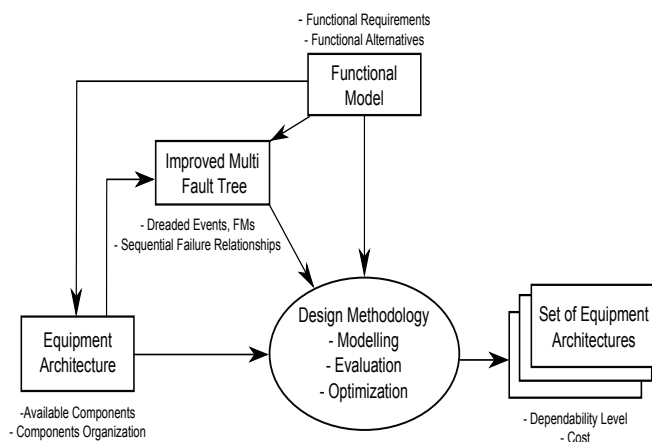 - Functional Requirements
- Functional Alternatives
Functional
Model
Improved Multi
Fault Tree
- Dreaded Events, FMs
- Sequential Failure Relationships
Equipment
Architecture
-Available Components
- Components Organization
Design Methodology
- Modelling
- Evaluation
- Optimization
Set of Equipment
Architectures
- Dependability Level
- Cost